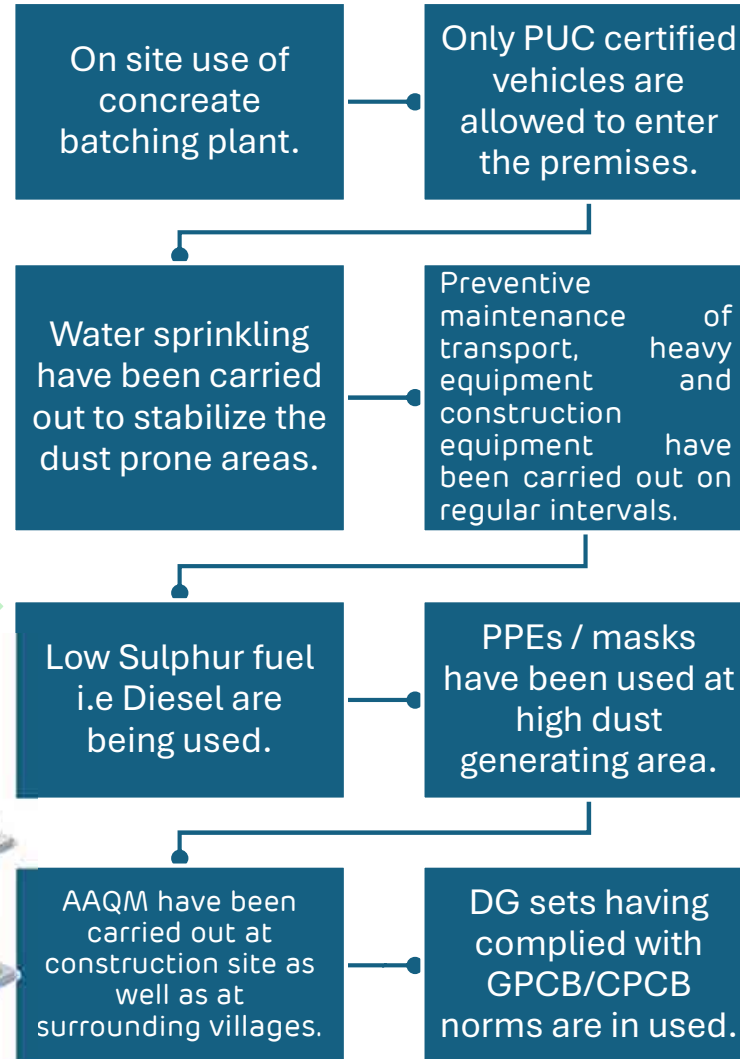 On site use of
concreate
batching plant.
Only PUC certified
vehicles are
allowed to enter
the premises.
Water sprinkling
have been carried
out to stabilize the
dust prone areas.
Preventive
maintenance of
transport, heavy
equipment and
construction
equipment have
been carried out on
regular intervals.
Low Sulphur fuel
i.e Diesel are
being used.
PPEs / masks
have been used at
high dust
generating area.
AAQM have been
carried out at
construction site as
well as at
surrounding villages.
DG sets having
complied with
GPCB/CPCB
norms are in used.